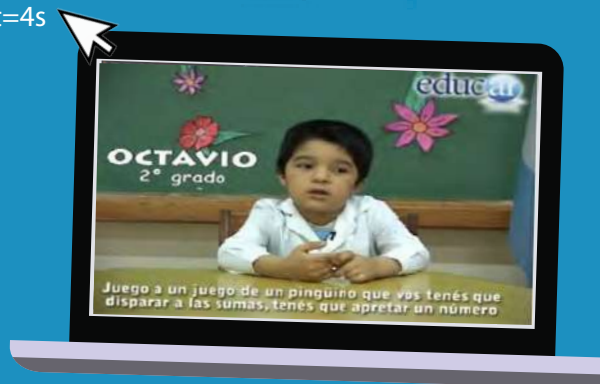 t=4s
educ.ar
OCTAVIO
2° grado
Juego a un juego de un pingüino que vos tenés que
disparar a las sumas, tenés que apretar un número